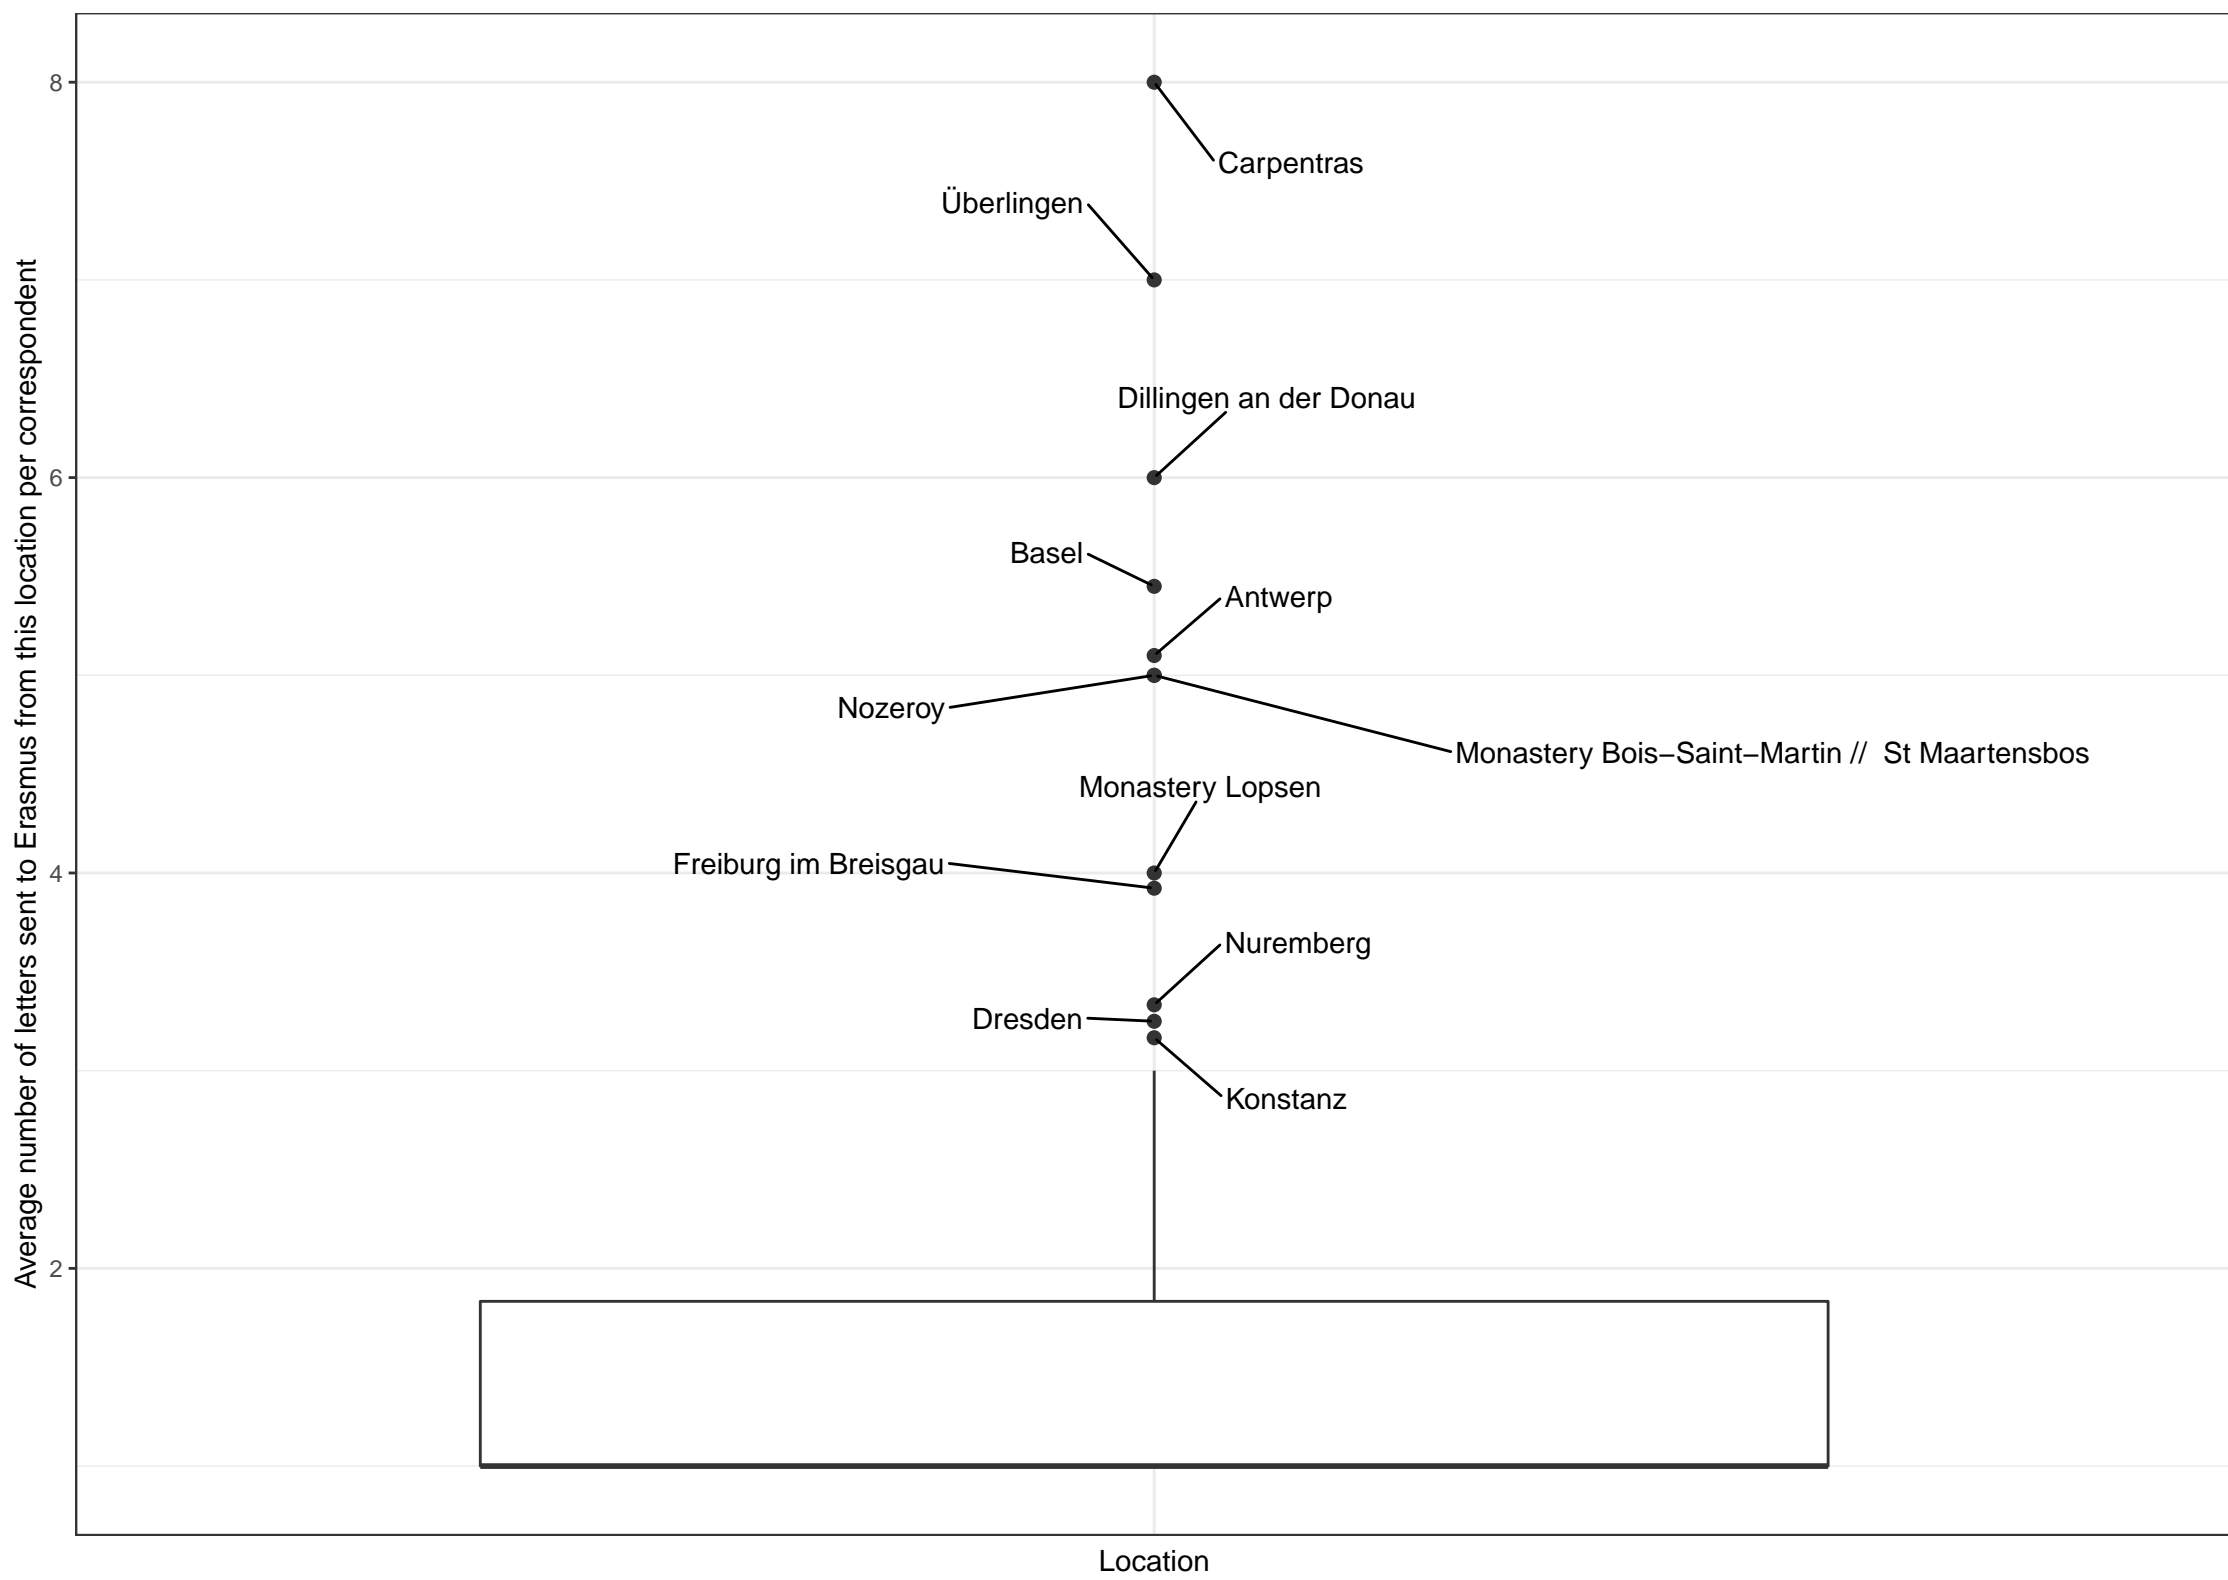 Average number of letters sent to Erasmus from this location per correspondent
8
Carpentras
Überlingen
Dillingen an der Donau
6
Basel
Antwerp
Nozeroy
Monastery Bois−Saint−Martin //  St Maartensbos
Monastery Lopsen
Freiburg im Breisgau
4
Nuremberg
Dresden
Konstanz
2
Location